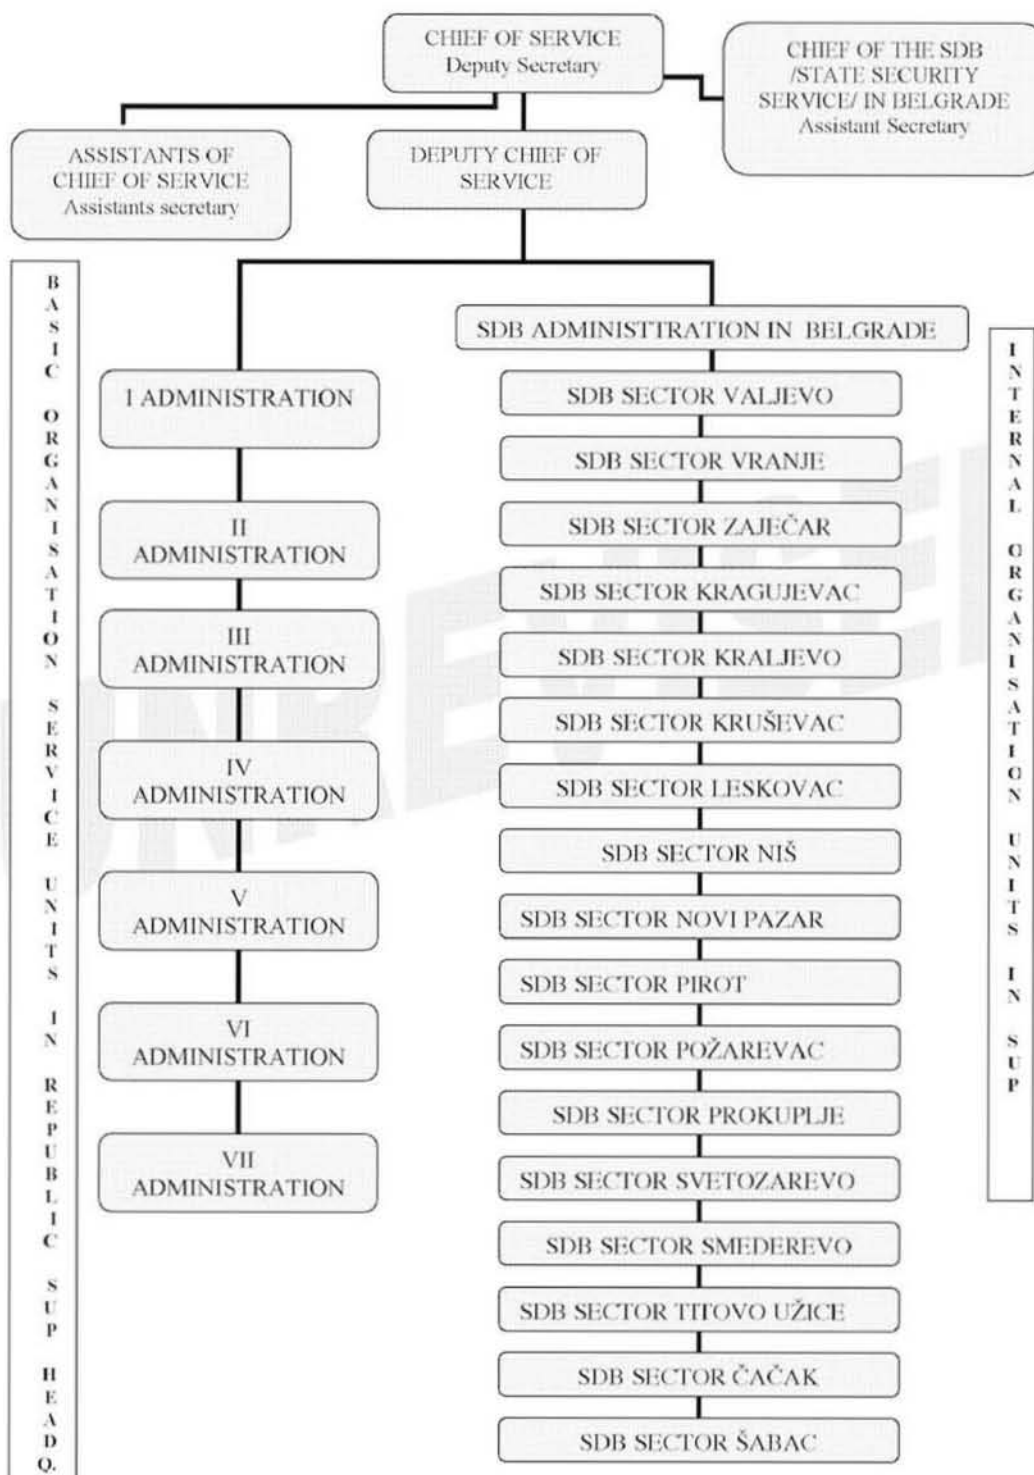 CHIEF OF SERVICE
Deputy Secretary
CHIEF OF THE SDB
/STATE SECURITY
SERVICE/ IN BELGRADE
Assistant Secretary
ASSISTANTS OF
CHIEF OF SERVICE
Assistants secretary
DEPUTY CHIEF OF
SERVICE
BASIC ORGANISATION SERVICE UNITS IN REPUBLIC SUP HEADQ.
I ADMINISTRATION
II
ADMINISTRATION
III
ADMINISTRATION
IV
ADMINISTRATION
V
ADMINISTRATION
VI
ADMINISTRATION
VII
ADMINISTRATION
SDB ADMINISTTRATION IN BELGRADE
SDB SECTOR VALJEVO
SDB SECTOR VRANJE
SDB SECTOR ZAJEČAR
SDB SECTOR KRAGUJEVAC
SDB SECTOR KRALJEVO
SDB SECTOR KRUŠEVAC
SDB SECTOR LESKOVAC
SDB SECTOR NIŠ
SDB SECTOR NOVI PAZAR
SDB SECTOR PIROT
SDB SECTOR POŽAREVAC
SDB SECTOR PROKUPLJE
SDB SECTOR SVETOZAREVO
SDB SECTOR SMEDEREVO
SDB SECTOR TITOVO UŽICE
SDB SECTOR ČAČAK
SDB SECTOR ŠABAC
INTERNAL ORGANISATION UNITS IN SUP
UNREVISED